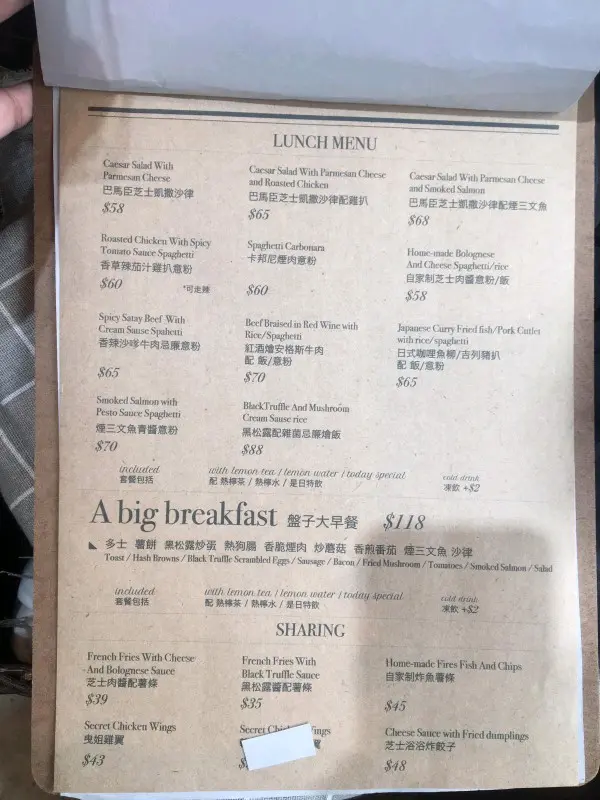 LUNCH MENU
Caesar Salad With
Parmesan Cheese
巴馬臣芝士凱撒沙律
$58
Caesar Salad With Parmesan Cheese
and Roasted Chicken
巴馬臣芝士凱撒沙律配雞扒
$65
Caesar Salad With Parmesan Cheese
and Smoked Salmon
巴馬臣芝士凱撒沙律配煙三文魚
$68
Roasted Chicken With Spicy
Tomato Sauce Spaghetti
香草辣茄汁雞扒意粉
$60
*可走辣
Spaghetti Carbonara
卡邦尼煙肉意粉
$60
Home-made Bolognese
And Cheese Spaghetti/rice
自家制芝士肉醬意粉/飯
$58
Spicy Satay Beef With
Cream Sause Spahetti
香辣沙嗲牛肉忌廉意粉
$65
Beef Braised in Red Wine with
Rice/Spaghetti
紅酒燴安格斯牛肉
配 飯/意粉
$70
Japanese Curry Fried fish/Pork Cutlet
with rice/spaghetti
日式咖哩魚柳/吉列豬扒
配 飯/意粉
$65
Smoked Salmon with
Pesto Sauce Spaghetti
煙三文魚青醬意粉
$70
BlackTruffle And Mushroom
Cream Sause rice
黑松露配雜菌忌廉燴飯
$88
included
套餐包括
with lemon tea / lemon water / today special
配 熱檸茶 / 熱檸水 / 是日特飲
cold drink
凍飲 +$2
A big breakfast 盤子大早餐 $118
多士 薯餅 黑松露炒蛋 熱狗腸 香脆煙肉 炒蘑菇 香煎番茄 煙三文魚 沙律
Toast / Hash Browns / Black Truffle Scrambled Eggs / Sausage / Bacon / Fried Mushroom / Tomatoes / Smoked Salmon / Salad
included
套餐包括
with lemon tea / lemon water / today special
配 熱檸茶 / 熱檸水 / 是日特飲
cold drink
凍飲 +$2
SHARING
French Fries With Cheese
And Bolognese Sauce
芝士肉醬配薯條
$39
French Fries With
Black Truffle Sauce
黑松露醬配薯條
$35
Home-made Fires Fish And Chips
自家制炸魚薯條
$45
Secret Chicken Wings
曳姐雞翼
$43
Secret
翼
Cheese Sauce with Fried dumplings
芝士浴浴炸餃子
$48